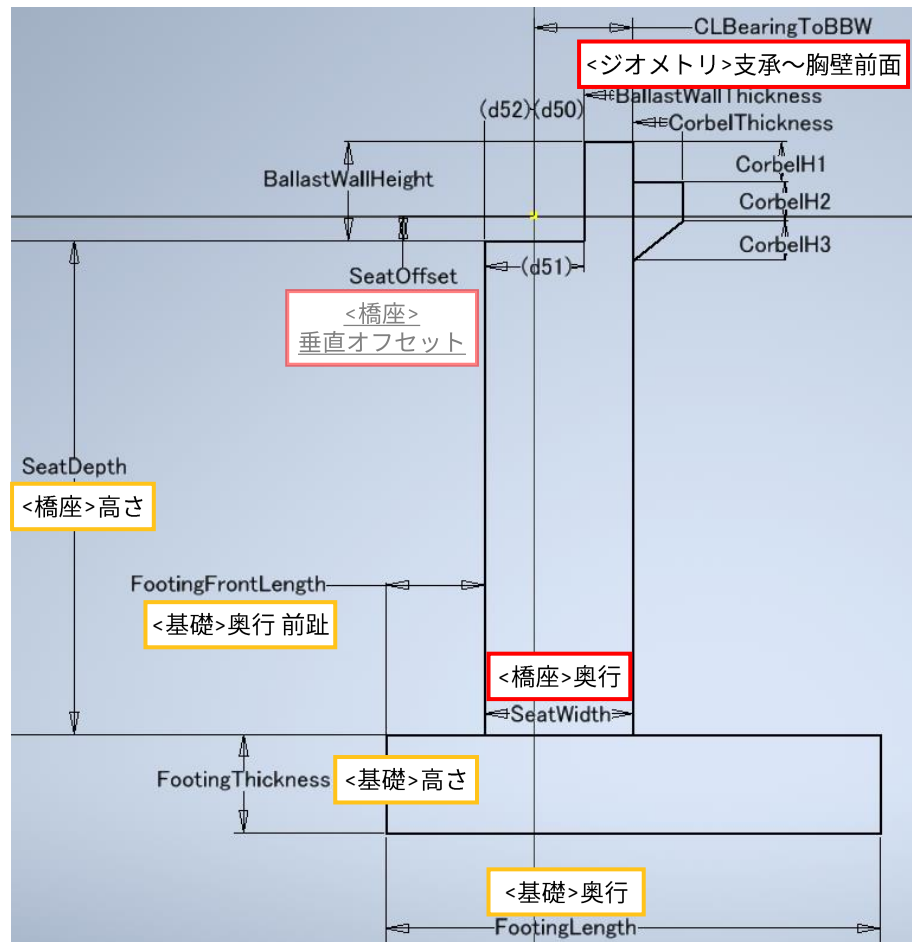 CLBearingToBBW
<ジオメトリ>支承～胸壁前面
BallastWallThickness
(d52)(d50)
CorbelThickness
CorbelH1
BallastWallHeight
CorbelH2
CorbelH3
(d51)
SeatOffset
<橋座>
垂直オフセット
SeatDepth
<橋座>高さ
FootingFrontLength
<基礎>奥行 前趾
<橋座>奥行
SeatWidth
FootingThickness
<基礎>高さ
<基礎>奥行
FootingLength